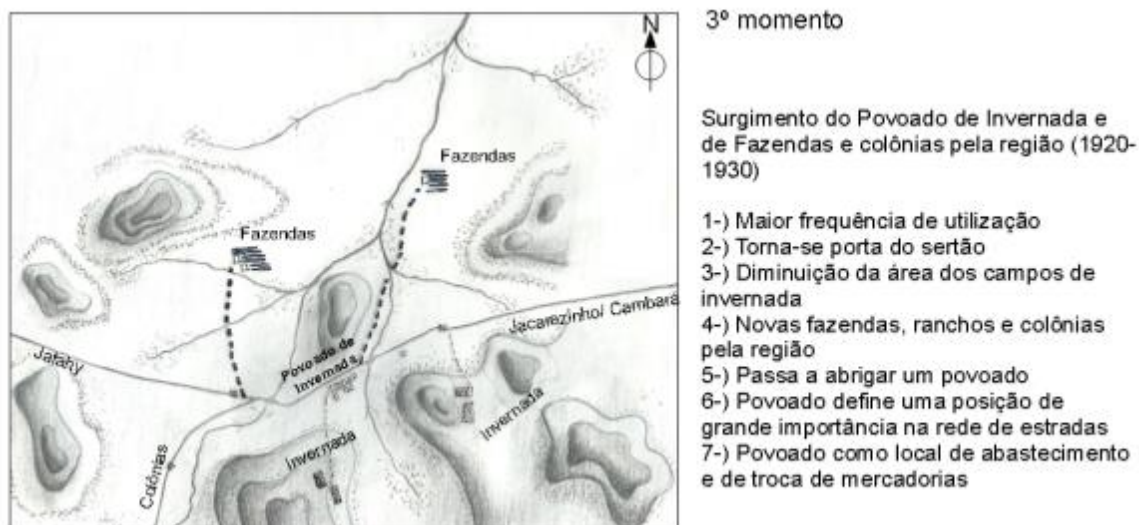 N
Fazendas
Fazendas
Jatahy
Povoado de
Invernada
Jacarezinho/ Cambará
Invernada
Invernada
Colônias
3º momento
Surgimento do Povoado de Invernada e
de Fazendas e colônias pela região (1920-
1930)
1-) Maior frequência de utilização
2-) Torna-se porta do sertão
3-) Diminuição da área dos campos de
invernada
4-) Novas fazendas, ranchos e colônias
pela região
5-) Passa a abrigar um povoado
6-) Povoado define uma posição de
grande importância na rede de estradas
7-) Povoado como local de abastecimento
e de troca de mercadorias